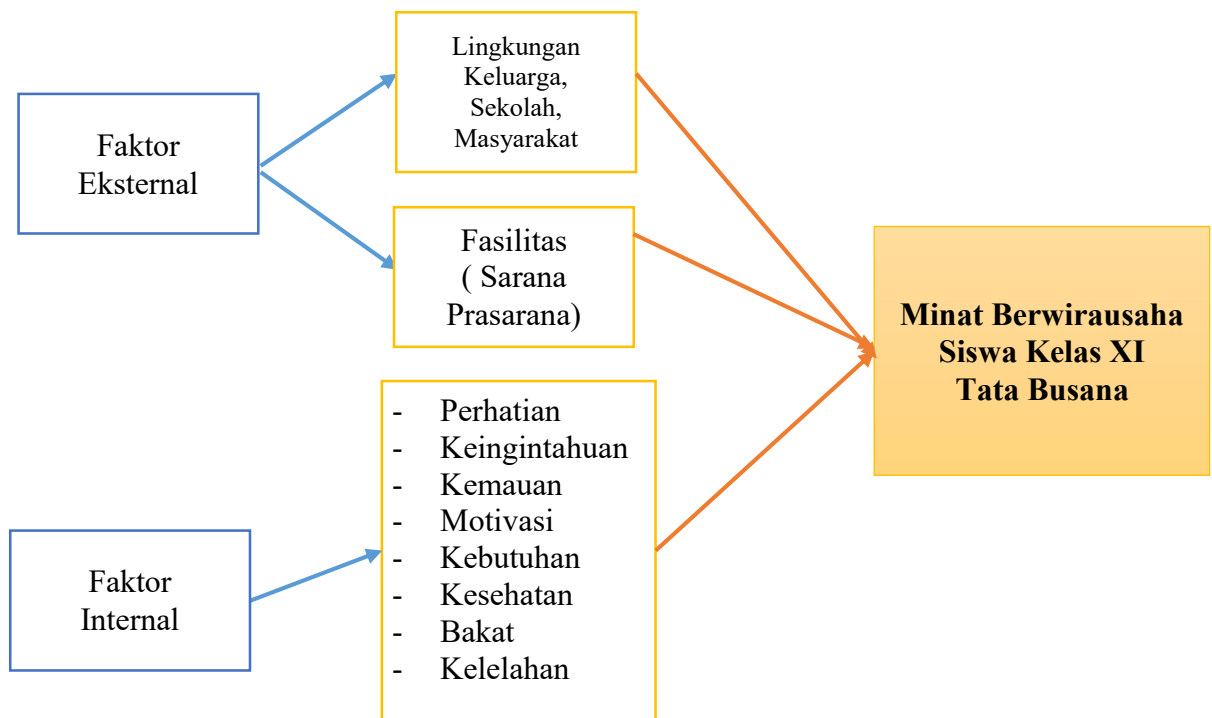 Faktor
Eksternal
Lingkungan
Keluarga,
Sekolah,
Masyarakat
Fasilitas
( Sarana
Prasarana)
Faktor
Internal
- Perhatian
- Keingintahuan
- Kemauan
- Motivasi
- Kebutuhan
- Kesehatan
- Bakat
- Kelelahan
Minat Berwirausaha
Siswa Kelas XI
Tata Busana